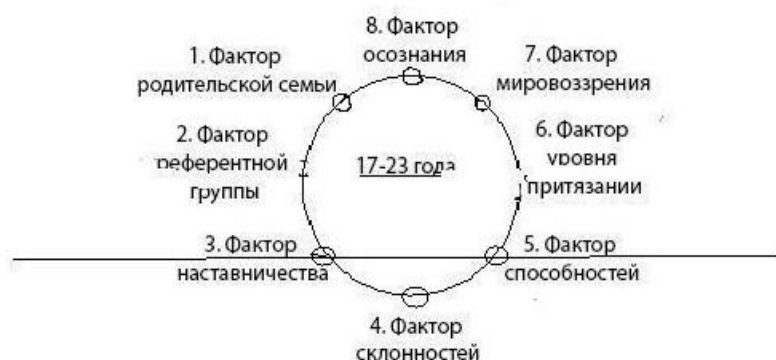 8. Фактор
осознания
1. Фактор
родительской семьи
7. Фактор
мировоззрения
2. Фактор
референтной
группы
17-23 года
6. Фактор
уровня
притязании
3. Фактор
наставничества
5. Фактор
способностей
4. Фактор
склонностей